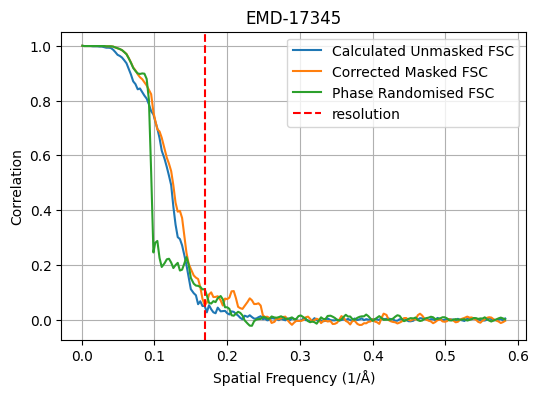 EMD-17345
Calculated Unmasked FSC
Corrected Masked FSC
Phase Randomised FSC
resolution
Correlation
1.0
0.8
0.6
0.4
0.2
0.0
0.0 0.1 0.2 0.3 0.4 0.5 0.6
Spatial Frequency (1/Å)